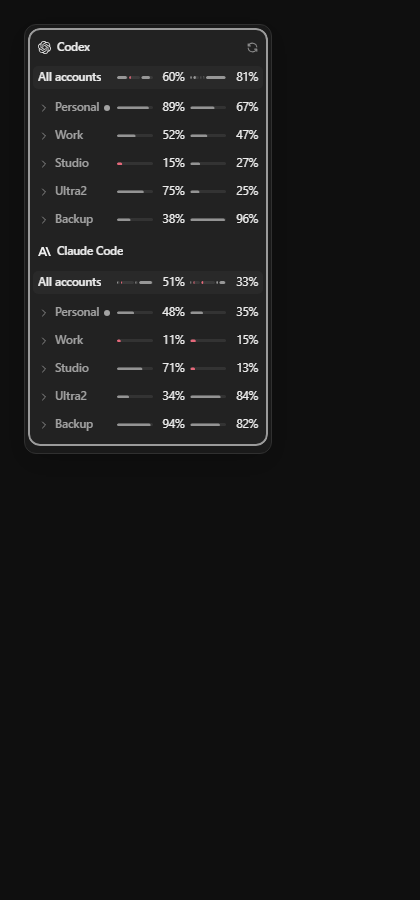 Codex
All accounts 60% 81%
Personal 89% 67%
Work 52% 47%
Studio 15% 27%
Ultra2 75% 25%
Backup 38% 96%
Claude Code
All accounts 51% 33%
Personal 48% 35%
Work 11% 15%
Studio 71% 13%
Ultra2 34% 84%
Backup 94% 82%